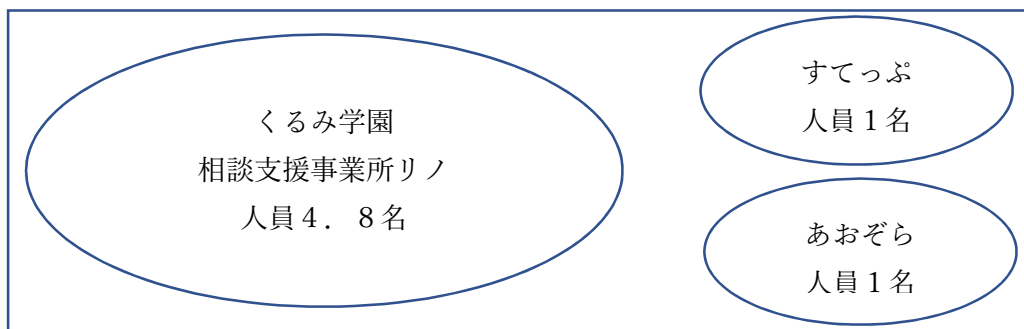 くるみ学園
相談支援事業所リノ
人員４．８名
すてっぷ
人員１名
あおぞら
人員１名